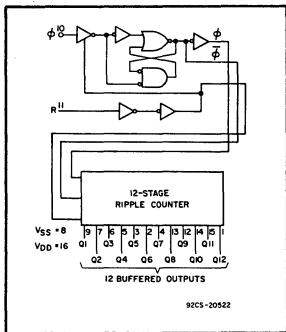 ϕ 10
ϕ
ϕ̅
R 11
12-STAGE
RIPPLE COUNTER
VSS = 8
VDD = 16
9 7 6 5 3 2 4 13 12 14 15 1
Q1 Q3 Q5 Q7 Q9 Q11
Q2 Q4 Q6 Q8 Q10 Q12
12 BUFFERED OUTPUTS
92CS-20522